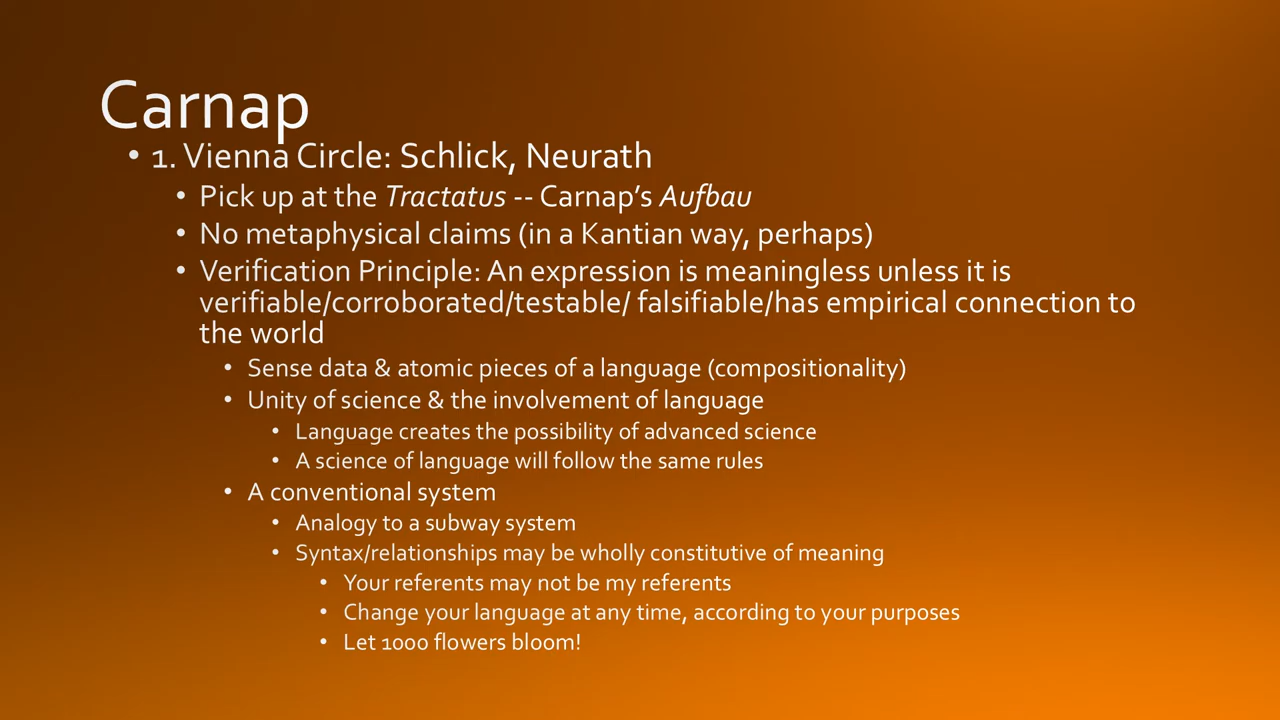 Carnap
• 1. Vienna Circle: Schlick, Neurath
• Pick up at the Tractatus -- Carnap’s Aufbau
• No metaphysical claims (in a Kantian way, perhaps)
• Verification Principle: An expression is meaningless unless it is
verifiable/corroborated/testable/ falsifiable/has empirical connection to
the world
• Sense data & atomic pieces of a language (compositionality)
• Unity of science & the involvement of language
• Language creates the possibility of advanced science
• A science of language will follow the same rules
• A conventional system
• Analogy to a subway system
• Syntax/relationships may be wholly constitutive of meaning
• Your referents may not be my referents
• Change your language at any time, according to your purposes
• Let 1000 flowers bloom!